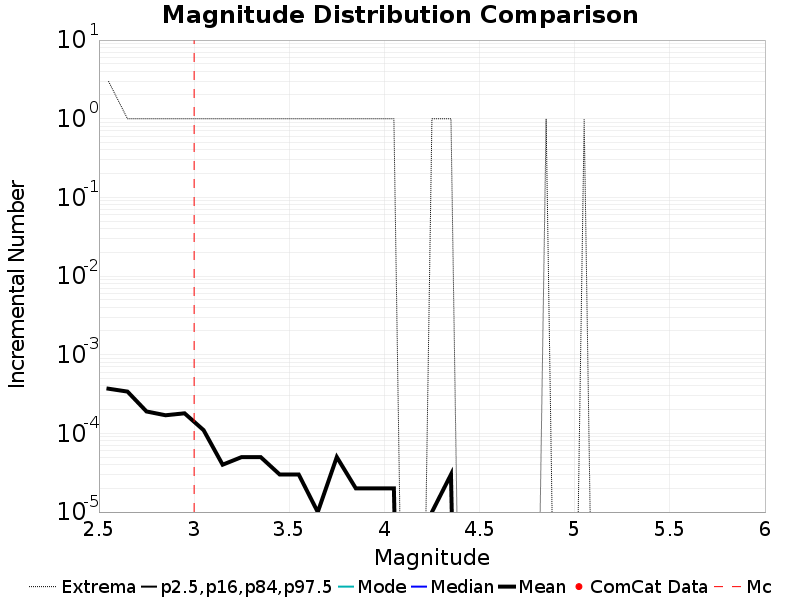 Magnitude Distribution Comparison
10^1
10^0
10^-1
10^-2
10^-3
10^-4
10^-5
Incremental Number
2.5 3 3.5 4 4.5 5 5.5 6
Magnitude
Extrema p2.5,p16,p84,p97.5 Mode Median Mean ComCat Data Mc